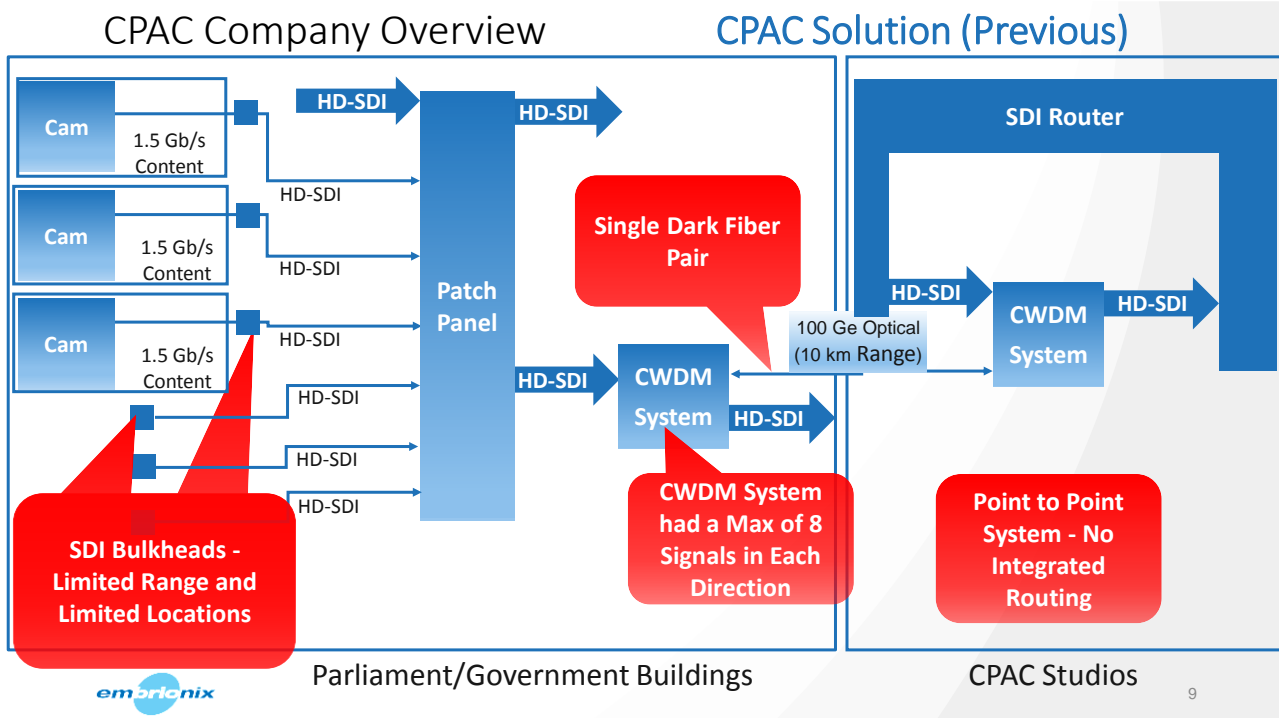 CPAC Company Overview
CPAC Solution (Previous)
Cam
1.5 Gb/s
Content
HD-SDI
Cam
1.5 Gb/s
Content
HD-SDI
Cam
1.5 Gb/s
Content
HD-SDI
HD-SDI
HD-SDI
HD-SDI
SDI Bulkheads -
Limited Range and
Limited Locations
HD-SDI
Patch
Panel
HD-SDI
HD-SDI
CWDM
System
HD-SDI
CWDM System
had a Max of 8
Signals in Each
Direction
Single Dark Fiber
Pair
100 Ge Optical
(10 km Range)
SDI Router
HD-SDI
CWDM
System
HD-SDI
Point to Point
System - No
Integrated
Routing
Parliament/Government Buildings
CPAC Studios
embrionix
9